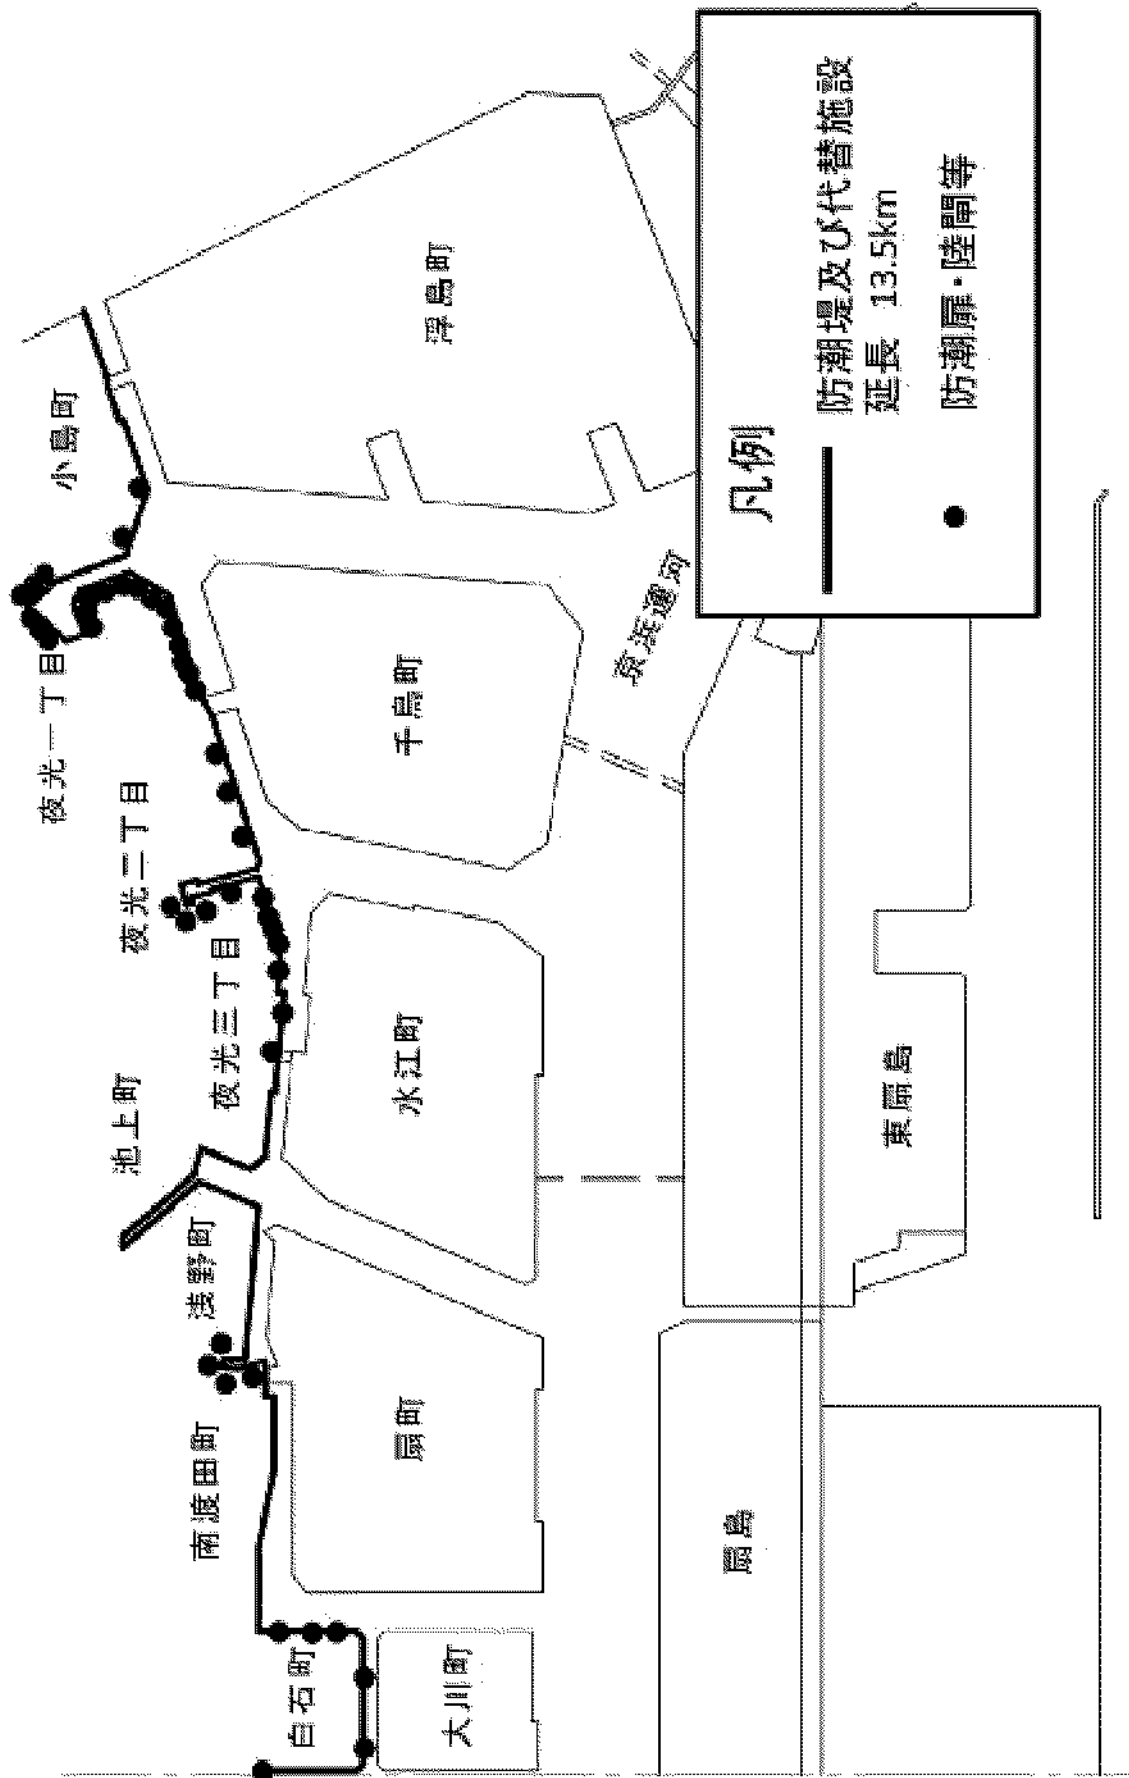 小島町
浮島町
夜光一丁目
夜光二丁目
夜光三丁目
池上町
浅野町
南渡田町
白石町
大川町
扇町
水江町
千鳥町
京浜運河
東扇島
扇島
凡例
防潮堤及び代替施設
延長 13.5km
防潮扉・陸閘等